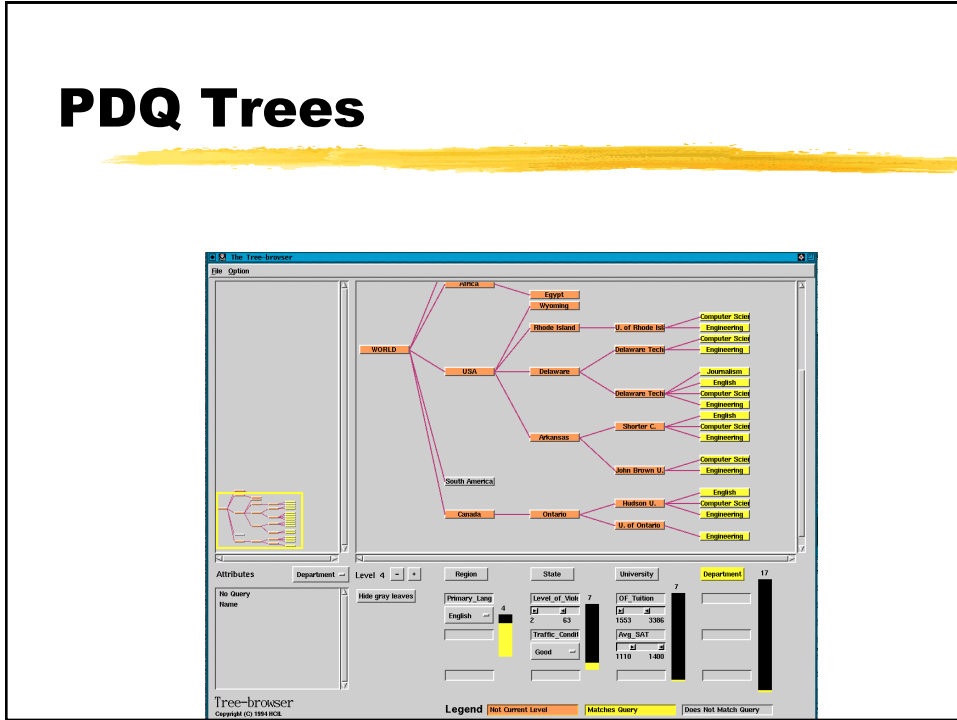 PDQ Trees
The Tree-browser
File Option
Africa
Egypt
Wyoming
Computer Scien
Rhode Island
U. of Rhode Isl
Engineering
Computer Scien
WORLD
Delaware Tech
Engineering
USA
Delaware
Journalism
English
Delaware Tech
Computer Scien
Engineering
English
Shorter C.
Computer Scien
Arkansas
Engineering
Computer Scien
John Brown U.
Engineering
South America
English
Hudson U.
Computer Scien
Canada
Ontario
Engineering
U. of Ontario
Engineering
Attributes
Department
Level 4 - +
Region
State
University
Department
17
No Query
Name
Hide gray leaves
Primary_Lang
English
4
Level_of_Viole
7
2 63
Traffic_Condit
Good
OF_Tuition
7
1553 3386
Avg_SAT
1110 1400
Tree-browser
Copyright (C) 1994 HCIL
Legend
Not Current Level
Matches Query
Does Not Match Query